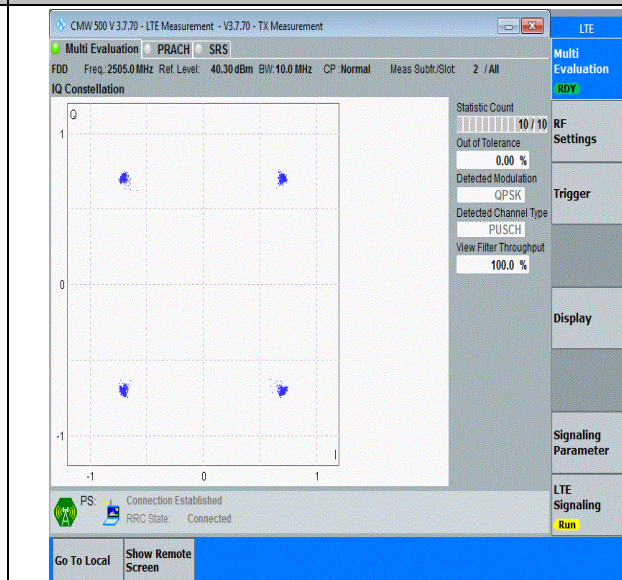 CMW 500 V 3.7.70 - LTE Measurement - V3.7.70 - TX Measurement
LTE
Multi Evaluation PRACH SRS
FDD Freq.:2505.0 MHz Ref. Level: 40.30 dBm BW:10.0 MHz CP :Normal Meas Subfr./Slot: 2 / All
IQ Constellation
Q
1
0
-1
I
-1 0 1
Statistic Count
10 / 10
Out of Tolerance
0.00 %
Detected Modulation
QPSK
Detected Channel Type
PUSCH
View Filter Throughput
100.0 %
Multi
Evaluation
RDY
RF
Settings
Trigger
Display
Signaling
Parameter
LTE
Signaling
Run
PS: Connection Established
RRC State: Connected
Go To Local
Show Remote
Screen